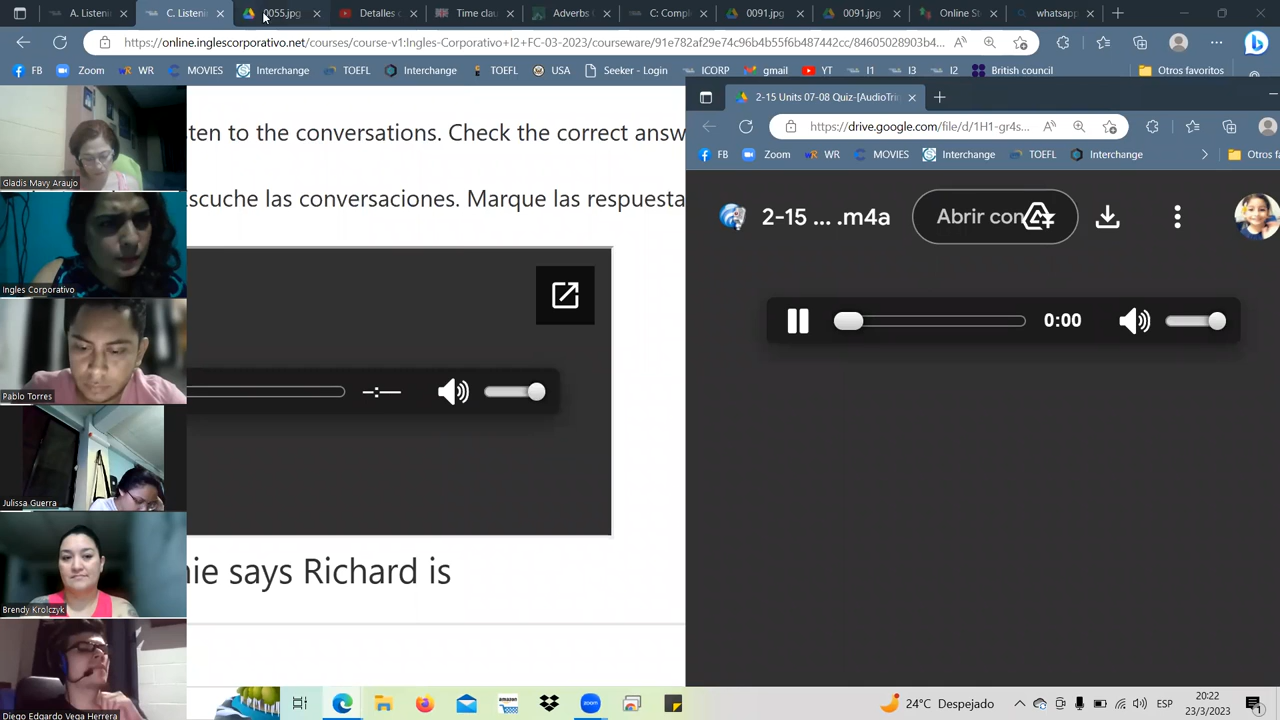 A. Listenin
C. Listenin
0055.jpg
Detalles c
Time clau
Adverbs C
C: Comple
0091.jpg
0091.jpg
Online St
whatsapp
https://online.inglescorporativo.net/courses/course-v1:Ingles-Corporativo+I2+FC-03-2023/courseware/91e782af29e74c96b4b55f6b487442cc/84605028903b4...
FB
Zoom
WR
MOVIES
Interchange
TOEFL
Interchange
TOEFL
USA
Seeker - Login
ICORP
gmail
YT
I1
I3
I2
British council
Otros favoritos
2-15 Units 07-08 Quiz-[AudioTrin
https://drive.google.com/file/d/1H1-gr4s...
FB
Zoom
WR
MOVIES
Interchange
TOEFL
Interchange
Otros fa
ten to the conversations. Check the correct answ
scuche las conversaciones. Marque las respuesta
2-15 ... .m4a
Abrir con
0:00
-:--
nie says Richard is
Gladis Mavy Araujo
Ingles Corporativo
Pablo Torres
Julissa Guerra
Brendy Krolczyk
Diego Edgardo Vega Herrera
24°C Despejado
ESP
20:22
23/3/2023